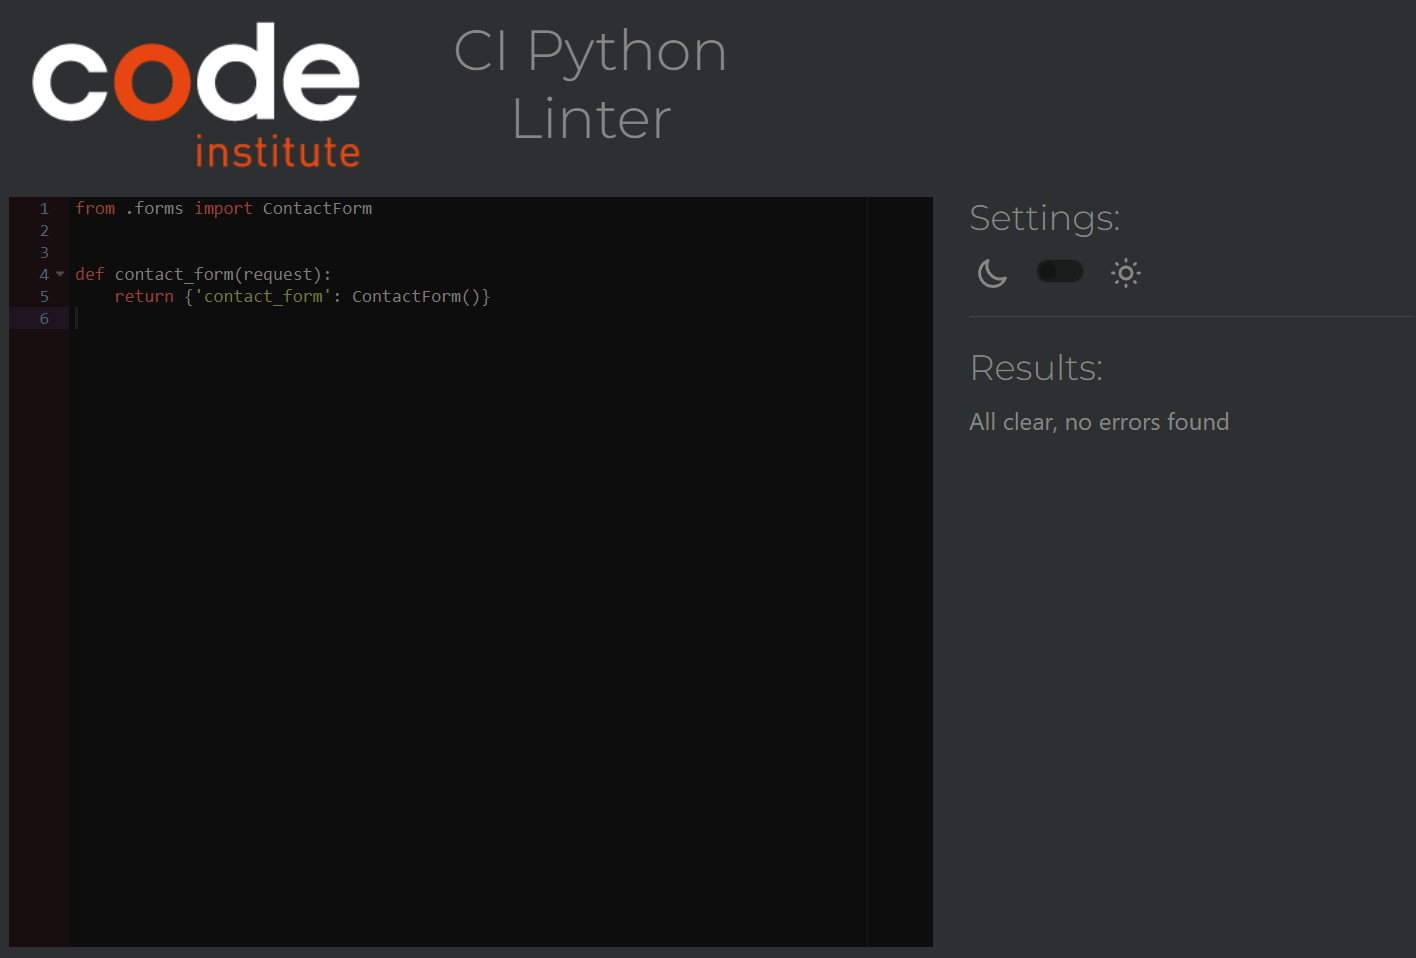 code
institute
CI Python
Linter
1 from .forms import ContactForm
2
3
4 def contact_form(request):
5     return {'contact_form': ContactForm()}
6
Settings:
Results:
All clear, no errors found